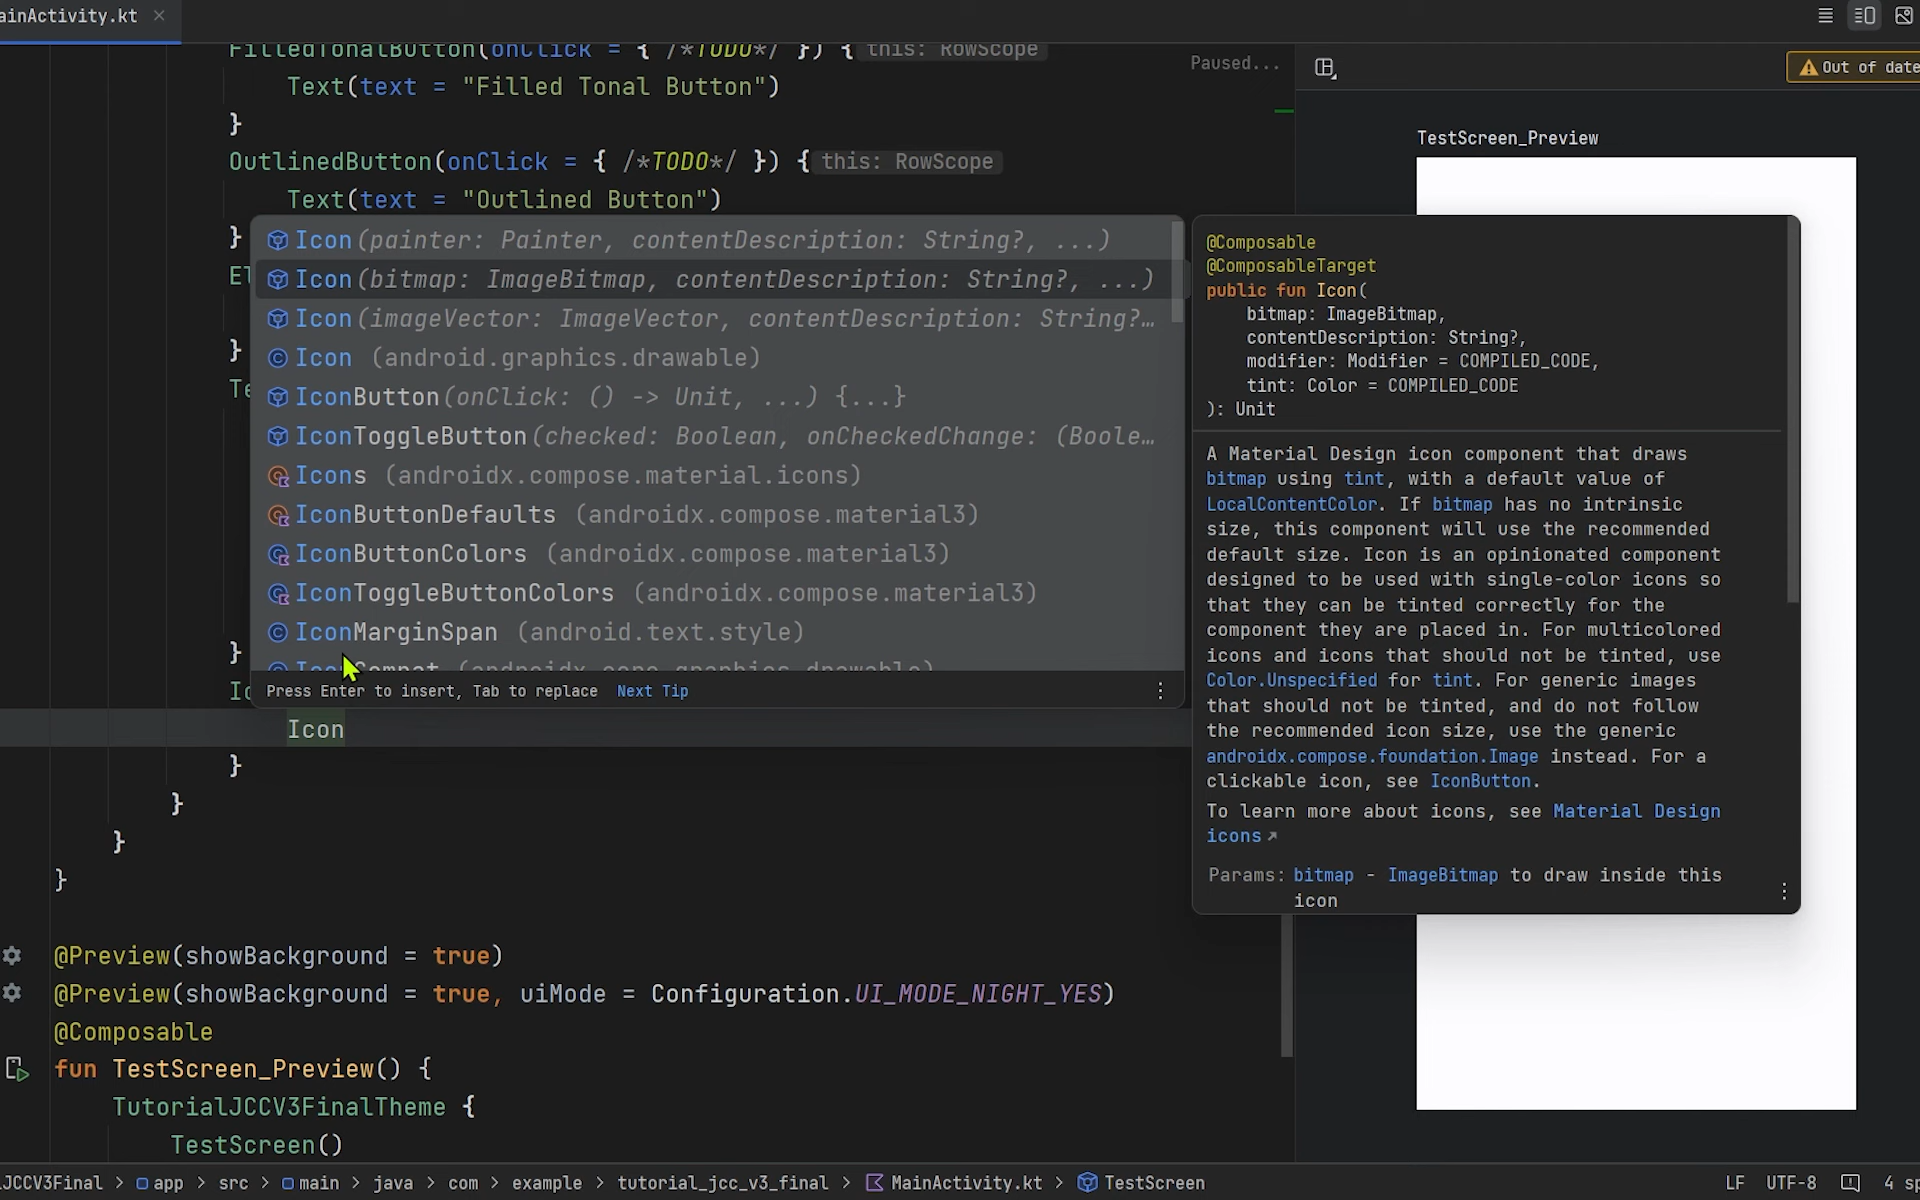 ainActivity.kt
FilledTonalButton(onClick = { /*TODO*/ }) { this: RowScope
Text(text = "Filled Tonal Button")
}
OutlinedButton(onClick = { /*TODO*/ }) { this: RowScope
Text(text = "Outlined Button")
}
El
}
Te
}
Ic
Icon
}
}
}
}
@Preview(showBackground = true)
@Preview(showBackground = true, uiMode = Configuration.UI_MODE_NIGHT_YES)
@Composable
fun TestScreen_Preview() {
TutorialJCCV3FinalTheme {
TestScreen()
Icon(painter: Painter, contentDescription: String?, ...)
Icon(bitmap: ImageBitmap, contentDescription: String?, ...)
Icon(imageVector: ImageVector, contentDescription: String?…
Icon (android.graphics.drawable)
IconButton(onClick: () -> Unit, ...) {...}
IconToggleButton(checked: Boolean, onCheckedChange: (Boole…
Icons (androidx.compose.material.icons)
IconButtonDefaults (androidx.compose.material3)
IconButtonColors (androidx.compose.material3)
IconToggleButtonColors (androidx.compose.material3)
IconMarginSpan (android.text.style)
IconCompat (androidx.core.graphics.drawable)
Press Enter to insert, Tab to replace Next Tip
Paused...
Out of date
TestScreen_Preview
@Composable
@ComposableTarget
public fun Icon(
bitmap: ImageBitmap,
contentDescription: String?,
modifier: Modifier = COMPILED_CODE,
tint: Color = COMPILED_CODE
): Unit
A Material Design icon component that draws
bitmap using tint, with a default value of
LocalContentColor. If bitmap has no intrinsic
size, this component will use the recommended
default size. Icon is an opinionated component
designed to be used with single-color icons so
that they can be tinted correctly for the
component they are placed in. For multicolored
icons and icons that should not be tinted, use
Color.Unspecified for tint. For generic images
that should not be tinted, and do not follow
the recommended icon size, use the generic
androidx.compose.foundation.Image instead. For a
clickable icon, see IconButton.
To learn more about icons, see Material Design
icons↗
Params: bitmap - ImageBitmap to draw inside this
icon
JCCV3Final > app > src > main > java > com > example > tutorial_jcc_v3_final > MainActivity.kt > TestScreen
LF UTF-8 4 sp